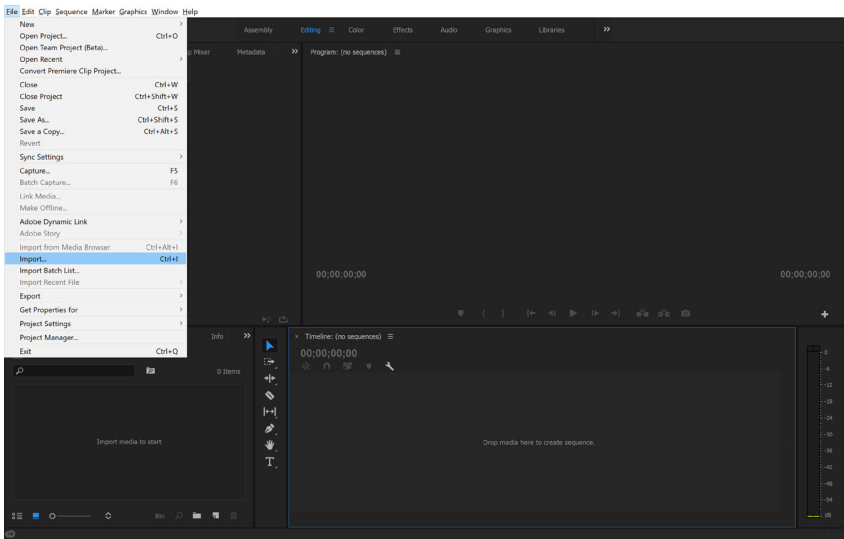 File Edit Clip Sequence Marker Graphics Window Help
New
Open Project... Ctrl+O
Open Team Project (Beta)...
Open Recent
Convert Premiere Clip Project...
Close Ctrl+W
Close Project Ctrl+Shift+W
Save Ctrl+S
Save As... Ctrl+Shift+S
Save a Copy... Ctrl+Alt+S
Revert
Sync Settings
Capture... F5
Batch Capture... F6
Link Media...
Make Offline...
Adobe Dynamic Link
Adobe Story
Import from Media Browser Ctrl+Alt+I
Import... Ctrl+I
Import Batch List...
Import Recent File
Export
Get Properties for
Project Settings
Project Manager...
Exit Ctrl+Q
Assembly Editing Color Effects Audio Graphics Libraries
p Mixer Metadata
Program: (no sequences)
00;00;00;00 00;00;00;00
Info
0 Items
Import media to start
Timeline: (no sequences)
00;00;00;00
Drop media here to create sequence.
T
0
-6
-12
-18
-24
-30
-36
-42
-48
-54
dB